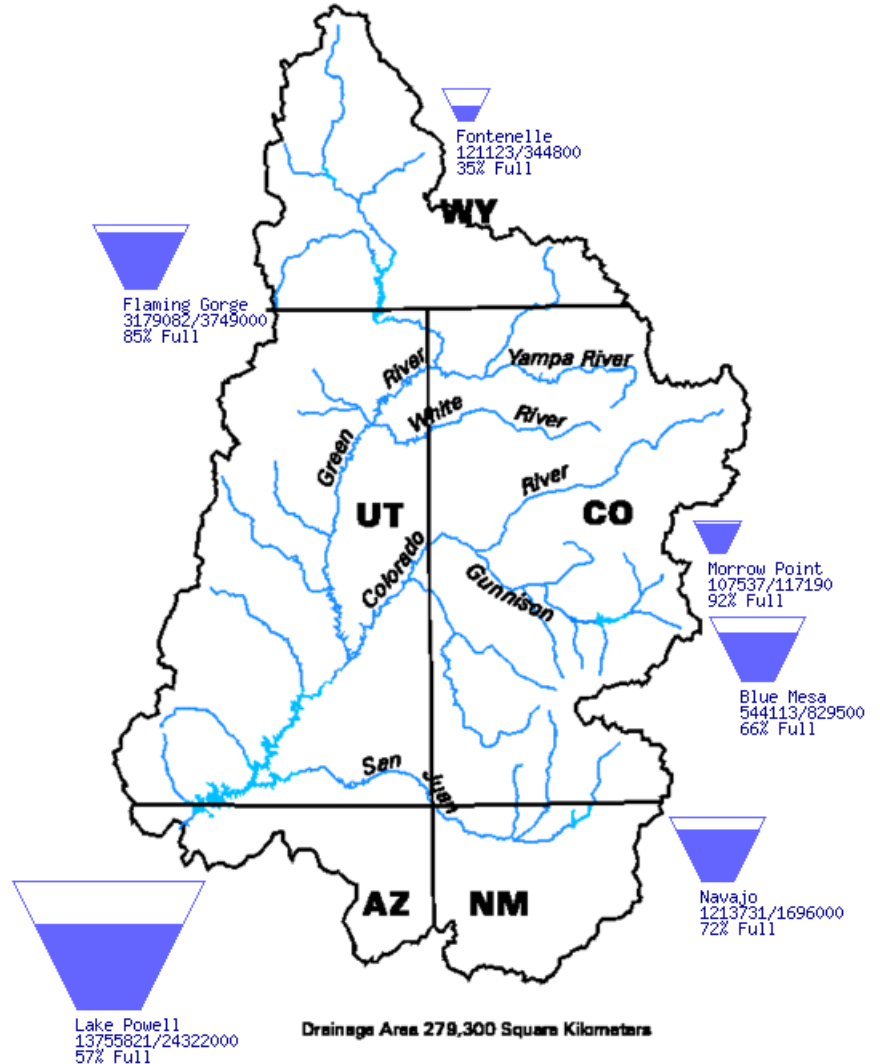 Fontenelle
121123/344800
35% Full
WY
Flaming Gorge
3179082/3749000
85% Full
River
Yampa River
White
River
Green
River
UT
CO
Colorado
Gunnison
Morrow Point
107537/117190
92% Full
Blue Mesa
544113/829500
66% Full
San
Juan
AZ
NM
Navajo
1213731/1696000
72% Full
Lake Powell
13755821/24322000
57% Full
Drainage Area 279,300 Square Kilometers